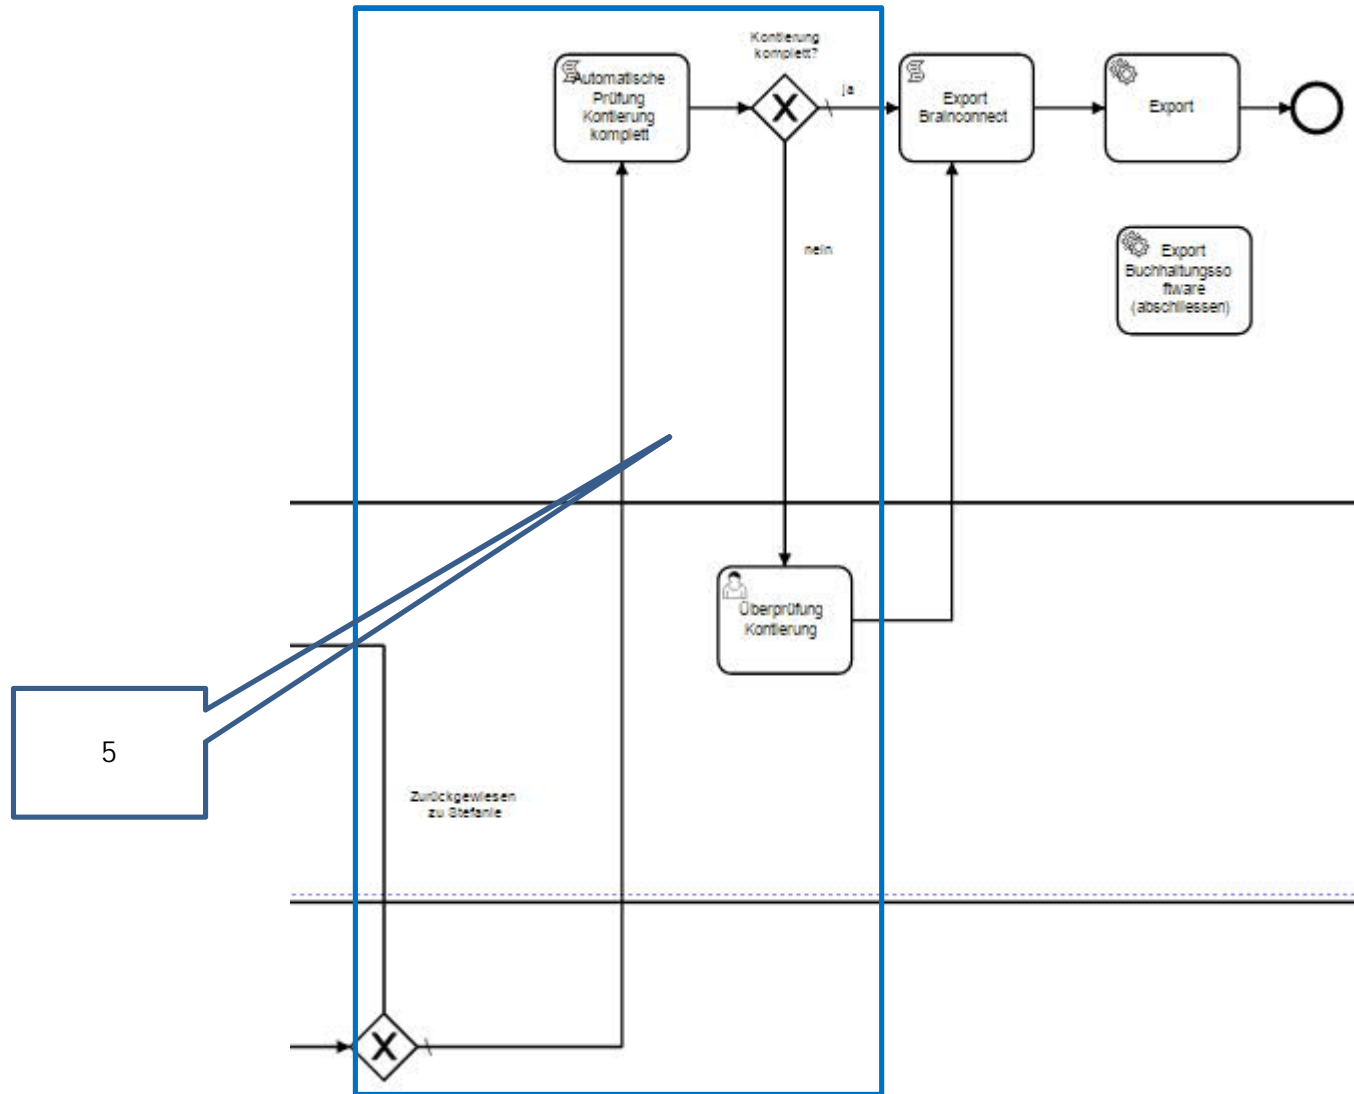 Kontierung
komplett?
Automatische
Prüfung
Kontierung
komplett
ja
Export
Brainconnect
Export
nein
Export
Buchhaltungsso
ftware
(abschliessen)
Überprüfung
Kontierung
5
Zurückgewiesen
zu Stefanie